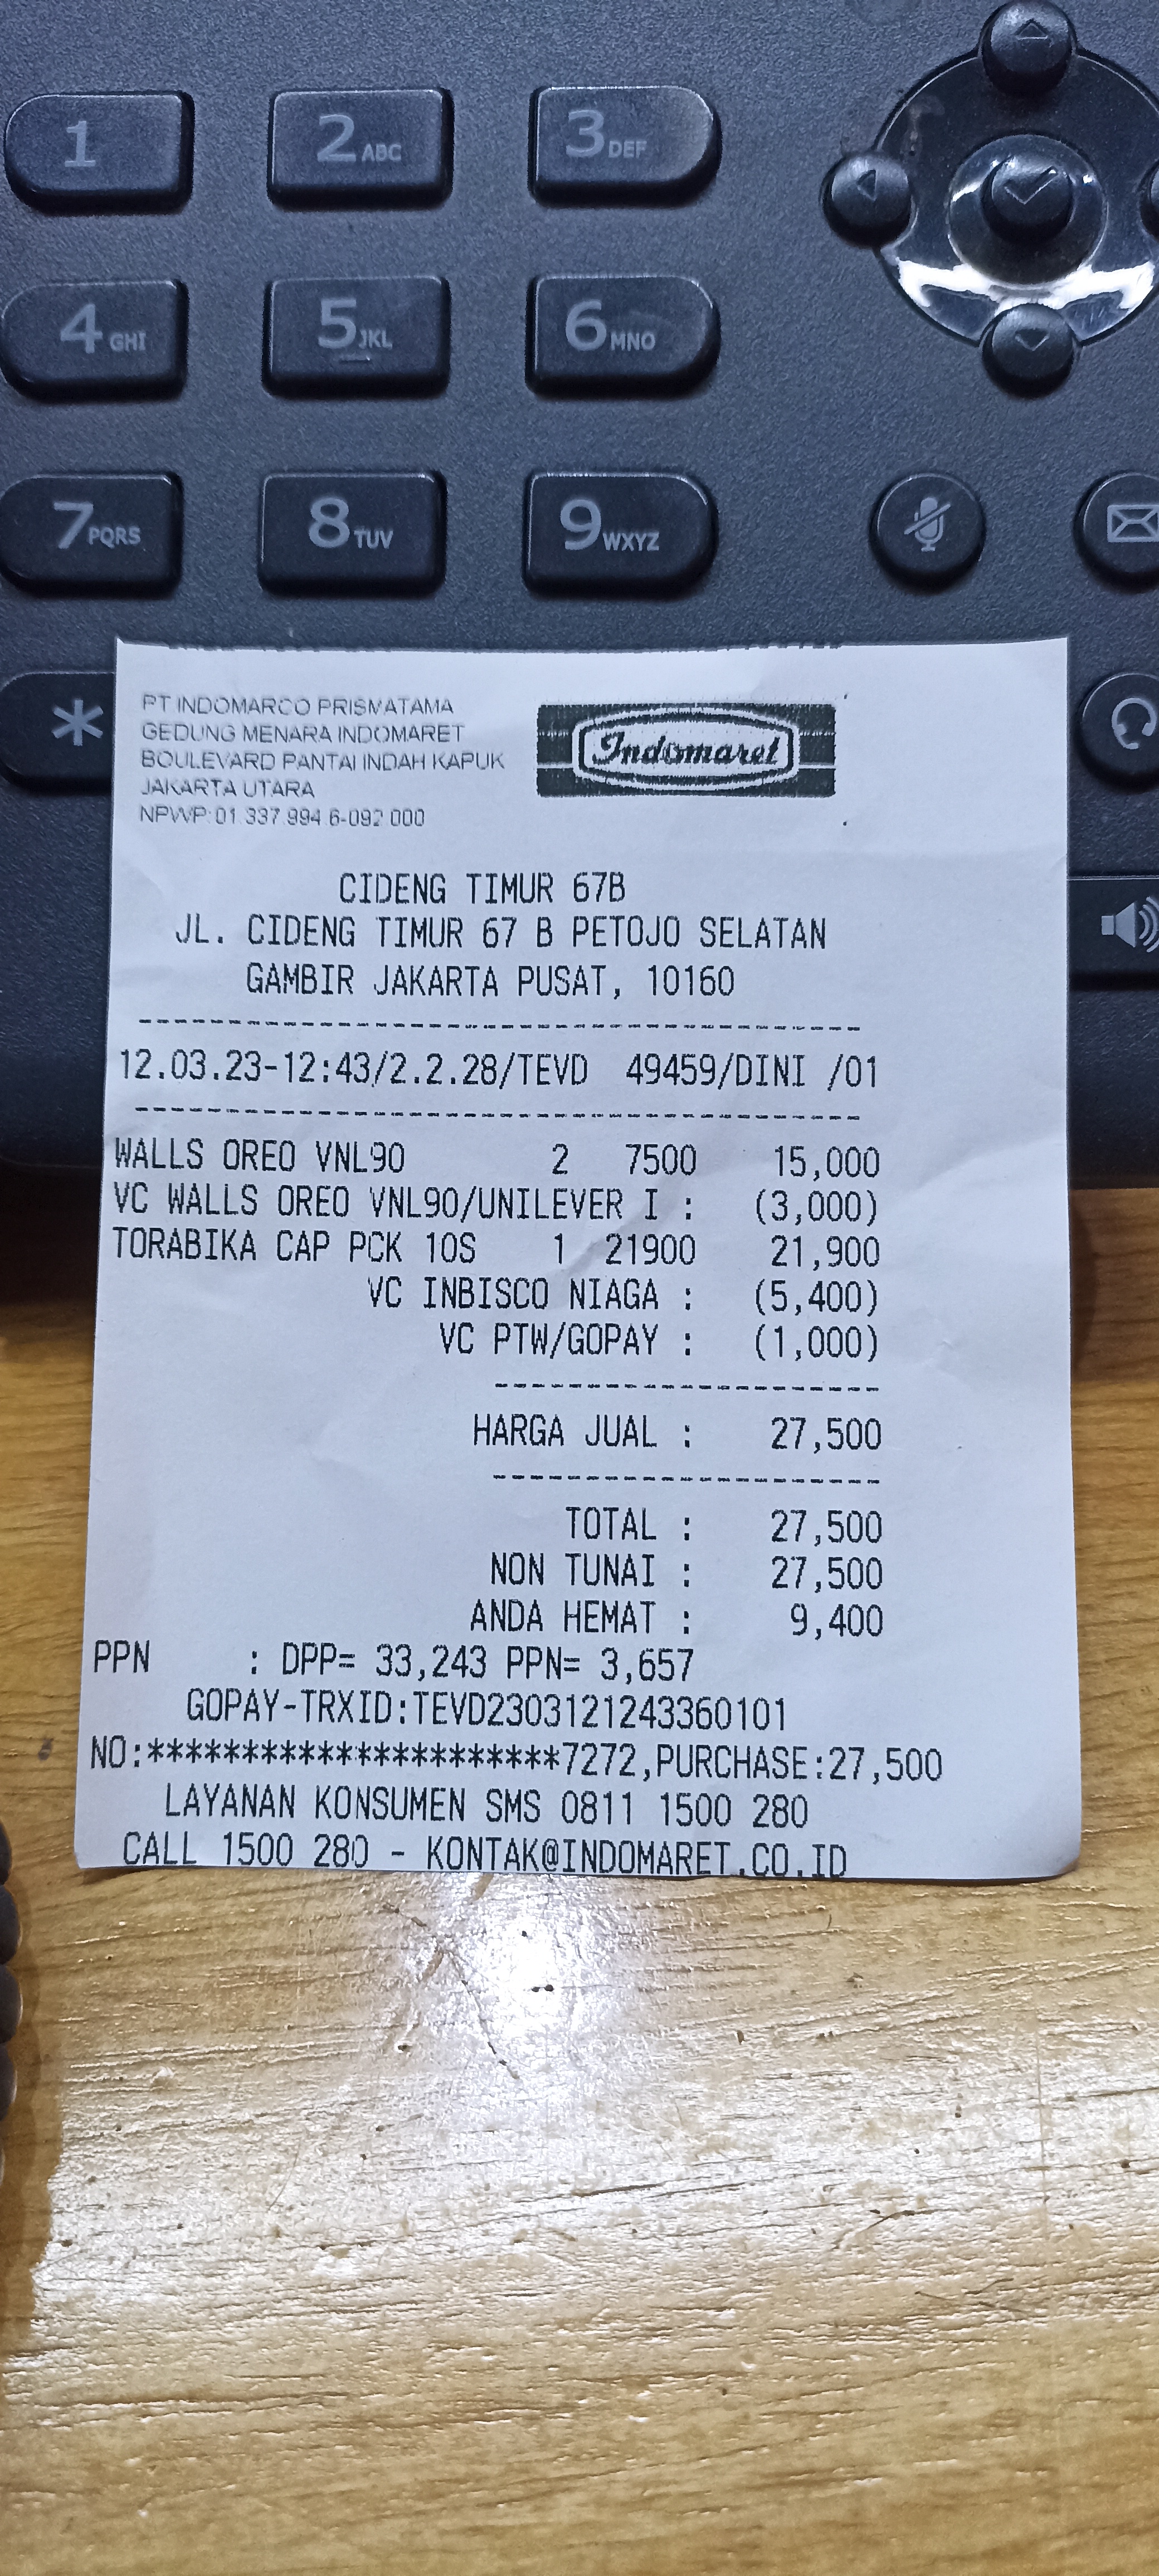 1
2 ABC
3 DEF
4 GHI
5 JKL
6 MNO
7 PQRS
8 TUV
9 WXYZ
*
PT INDOMARCO PRISMATAMA
GEDUNG MENARA INDOMARET
BOULEVARD PANTAI INDAH KAPUK
JAKARTA UTARA
NPWP:01.337.994.6-092.000
Indomaret
CIDENG TIMUR 67B
JL. CIDENG TIMUR 67 B PETOJO SELATAN
GAMBIR JAKARTA PUSAT, 10160
12.03.23-12:43/2.2.28/TEVD 49459/DINI /01
WALLS OREO VNL90 2 7500 15,000
VC WALLS OREO VNL90/UNILEVER I : (3,000)
TORABIKA CAP PCK 10S 1 21900 21,900
VC INBISCO NIAGA : (5,400)
VC PTW/GOPAY : (1,000)
HARGA JUAL : 27,500
TOTAL : 27,500
NON TUNAI : 27,500
ANDA HEMAT : 9,400
PPN : DPP= 33,243 PPN= 3,657
GOPAY-TRXID:TEVD2303121243360101
NO:**********************7272,PURCHASE:27,500
LAYANAN KONSUMEN SMS 0811 1500 280
CALL 1500 280 - KONTAK@INDOMARET.CO.ID